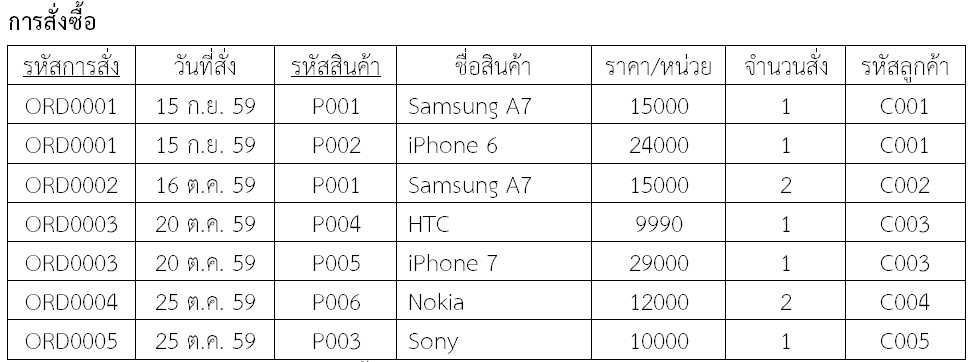 การสั่งซื้อ
รหัสการสั่ง วันที่สั่ง รหัสสินค้า ชื่อสินค้า ราคา/หน่วย จำนวนสั่ง รหัสลูกค้า
ORD0001 15 ก.ย. 59 P001 Samsung A7 15000 1 C001
ORD0001 15 ก.ย. 59 P002 iPhone 6 24000 1 C001
ORD0002 16 ต.ค. 59 P001 Samsung A7 15000 2 C002
ORD0003 20 ต.ค. 59 P004 HTC 9990 1 C003
ORD0003 20 ต.ค. 59 P005 iPhone 7 29000 1 C003
ORD0004 25 ต.ค. 59 P006 Nokia 12000 2 C004
ORD0005 25 ต.ค. 59 P003 Sony 10000 1 C005